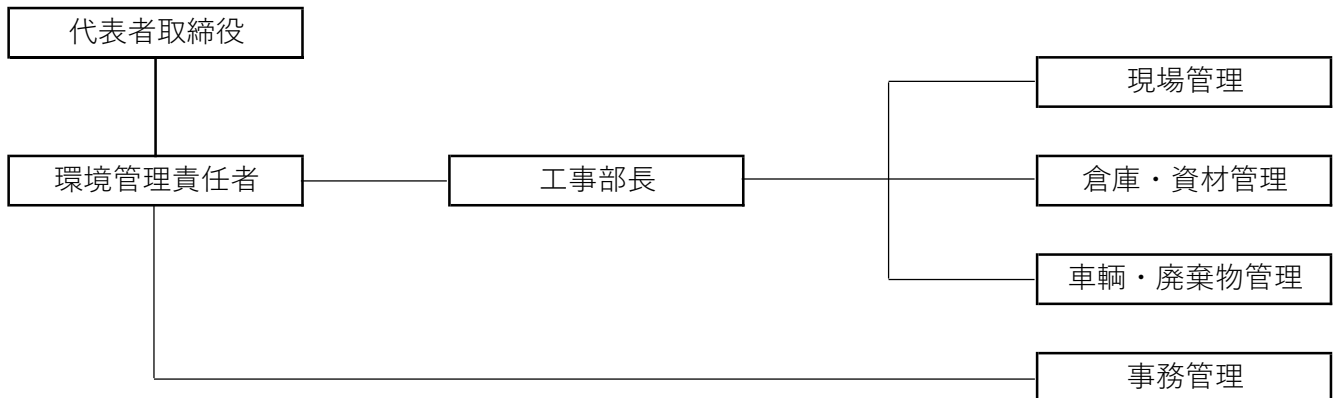 代表者取締役
現場管理
環境管理責任者
工事部長
倉庫・資材管理
車輌・廃棄物管理
事務管理